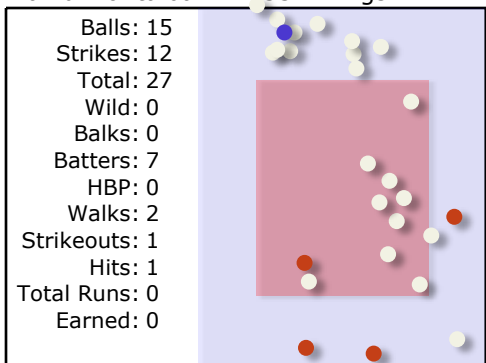 Balls: 15
Strikes: 12
Total: 27
Wild: 0
Balks: 0
Batters: 7
HBP: 0
Walks: 2
Strikeouts: 1
Hits: 1
Total Runs: 0
Earned: 0